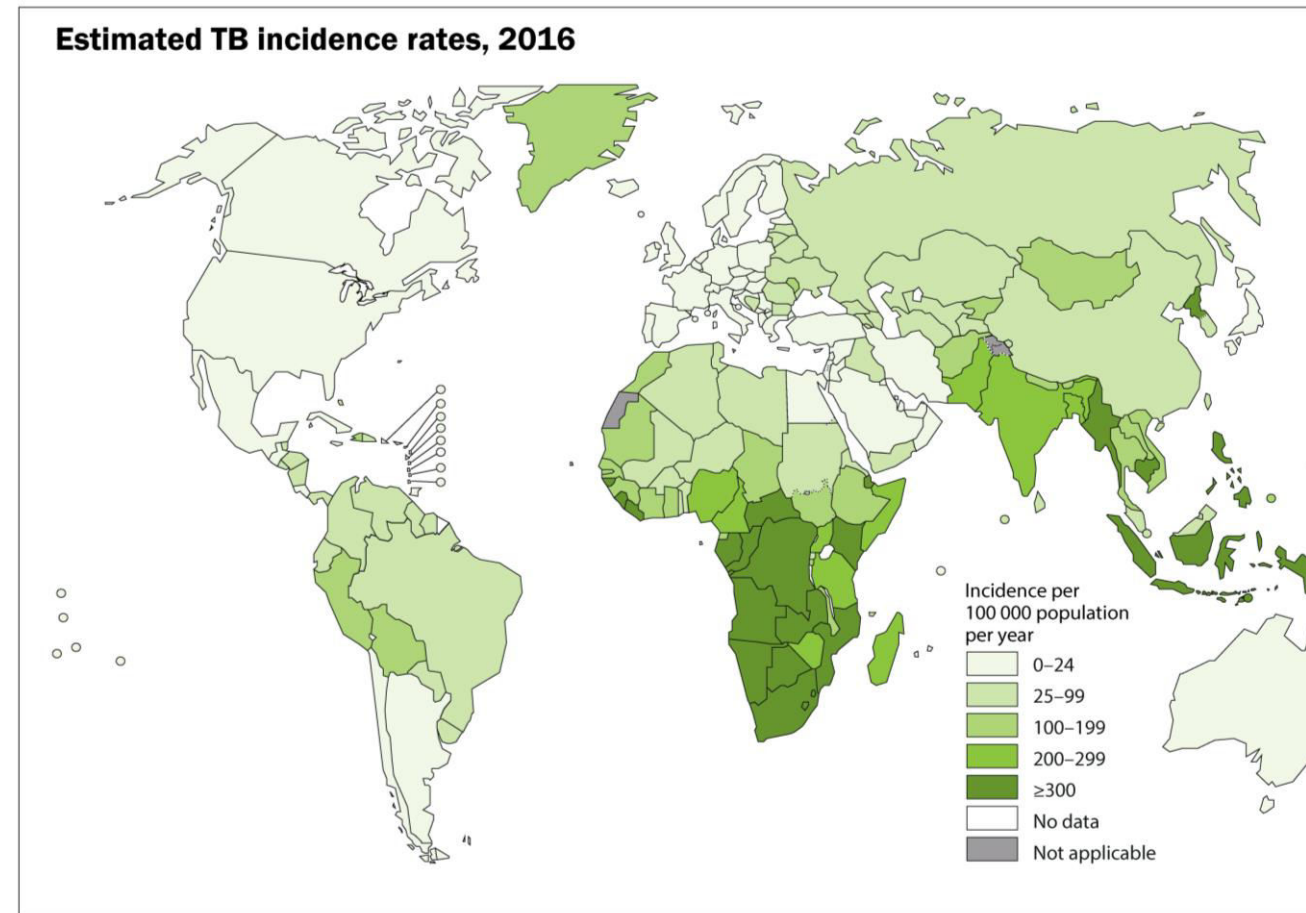 Estimated TB incidence rates, 2016
Incidence per
100 000 population
per year
0–24
25–99
100–199
200–299
≥300
No data
Not applicable